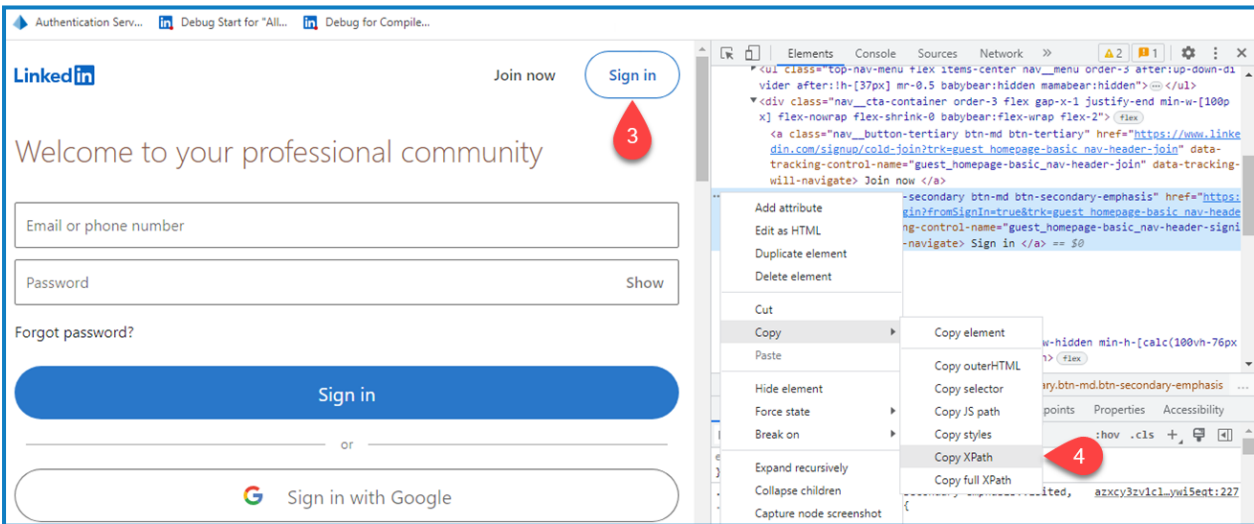 Authentication Serv... Debug Start for "All... Debug for Compile...
Linked in
Join now Sign in
3
Welcome to your professional community
Email or phone number
Password Show
Forgot password?
Sign in
or
Sign in with Google
Elements Console Sources Network » 2 1
<ul class="top-nav-menu flex items-center nav__menu order-3 after:up-down-di
vider after:!h-[37px] mr-0.5 babybear:hidden mamabear:hidden">…</ul>
<div class="nav__cta-container order-3 flex gap-x-1 justify-end min-w-[100p
x] flex-nowrap flex-shrink-0 babybear:flex-wrap flex-2"> flex
<a class="nav__button-tertiary btn-md btn-tertiary" href="https://www.linke
din.com/signup/cold-join?trk=guest_homepage-basic_nav-header-join" data-
tracking-control-name="guest_homepage-basic_nav-header-join" data-tracking-
will-navigate> Join now </a>
-secondary btn-md btn-secondary-emphasis" href="https:
gin?fromSignIn=true&trk=guest_homepage-basic_nav-heade
ng-control-name="guest_homepage-basic_nav-header-signi
-navigate> Sign in </a> == $0
Add attribute
Edit as HTML
Duplicate element
Delete element
Cut
Copy
Paste
Hide element
Force state
Break on
Expand recursively
Collapse children
Capture node screenshot
Copy element
Copy outerHTML
Copy selector
Copy JS path
Copy styles
Copy XPath
4
Copy full XPath
w-hidden min-h-[calc(100vh-76px
> flex
ary.btn-md.btn-secondary-emphasis ...
points Properties Accessibility
:hov .cls +
azxcy3zv1cl…ywi5eqt:227
{